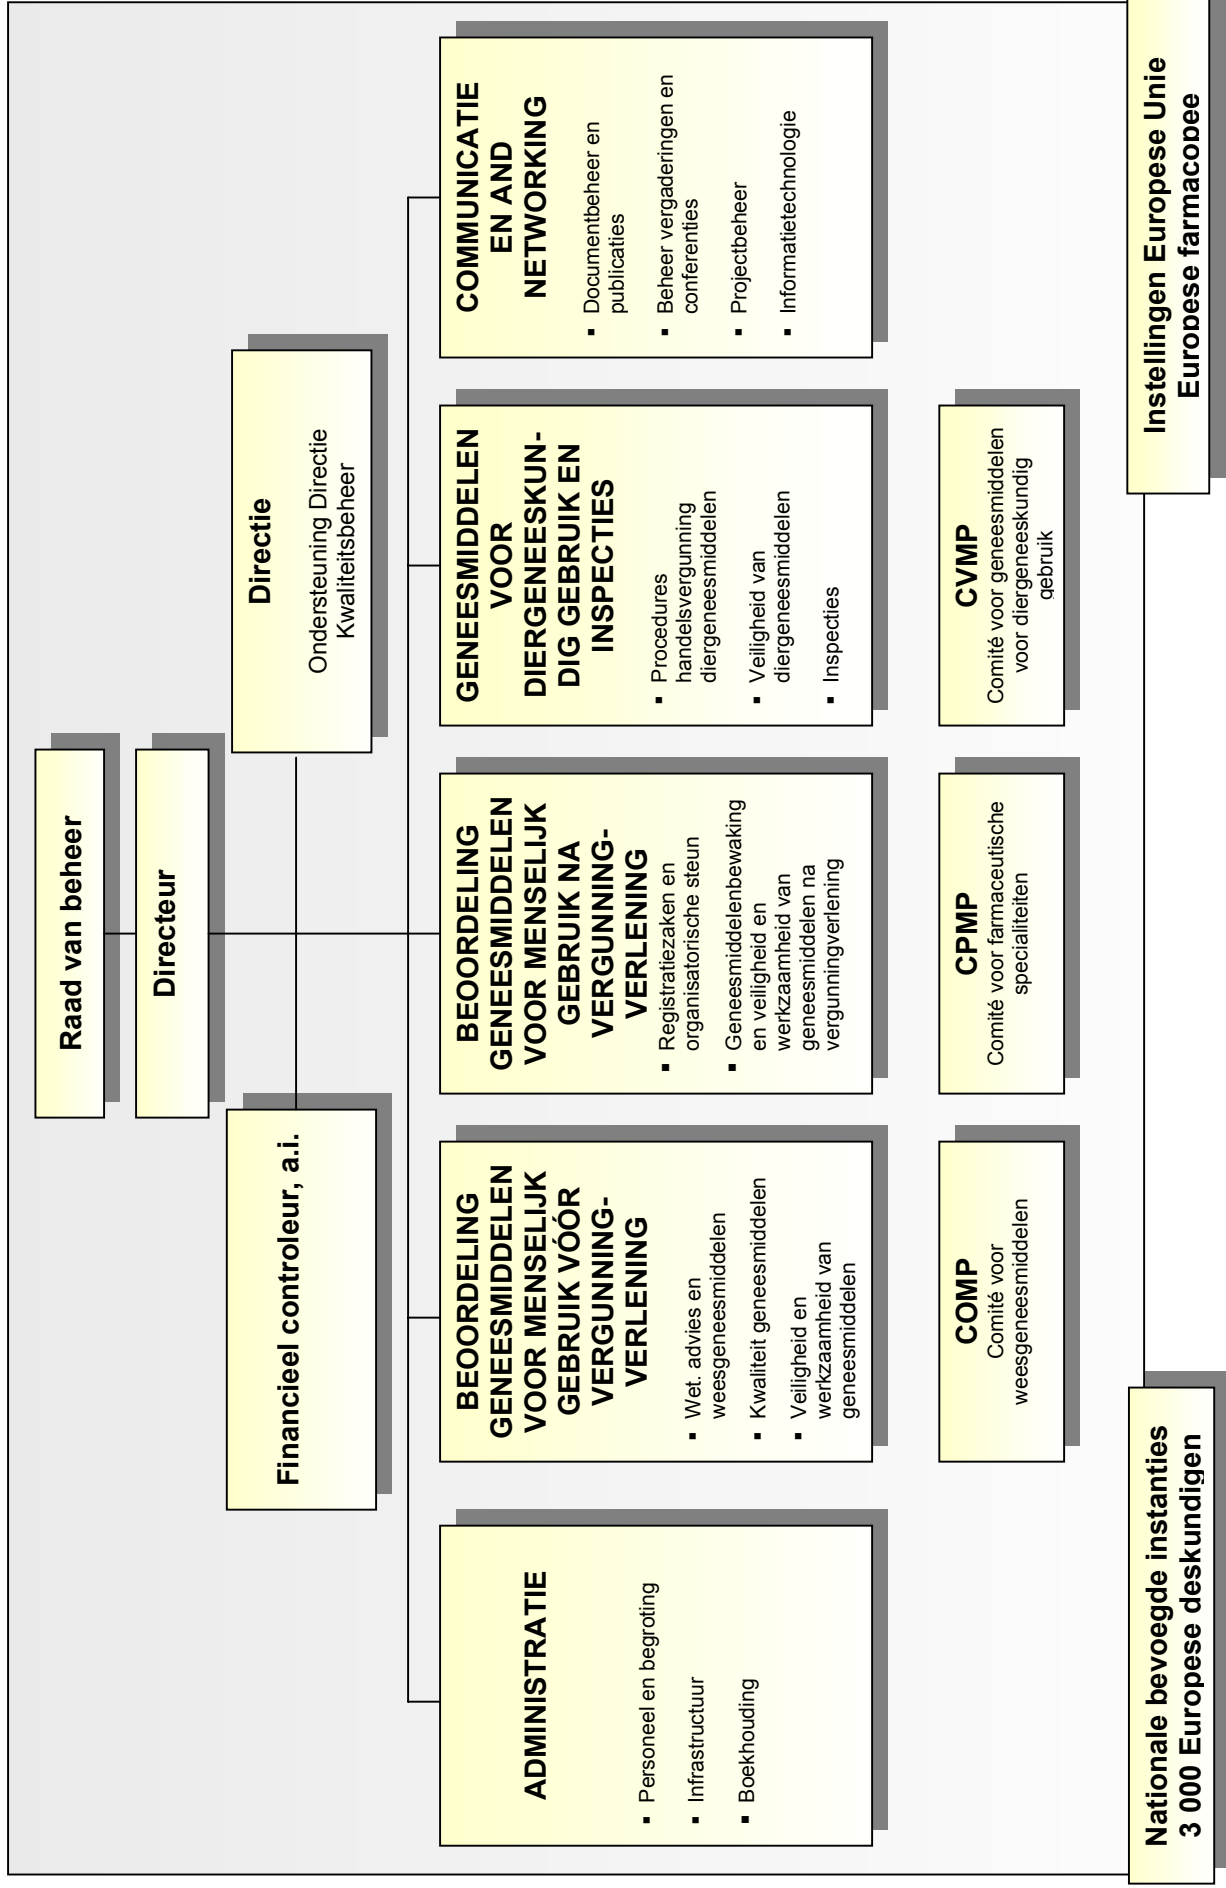 Raad van beheer
Directeur
Financieel controleur, a.i.
Directie
Ondersteuning Directie
Kwaliteitsbeheer
ADMINISTRATIE
▪ Personeel en begroting
▪ Infrastructuur
▪ Boekhouding
BEOORDELING
GENEESMIDDELEN
VOOR MENSELIJK
GEBRUIK VÓÓR
VERGUNNING-
VERLENING
▪ Wet. advies en
weesgeneesmiddelen
▪ Kwaliteit geneesmiddelen
▪ Veiligheid en
werkzaamheid van
geneesmiddelen
BEOORDELING
GENEESMIDDELEN
VOOR MENSELIJK
GEBRUIK NA
VERGUNNING-
VERLENING
▪ Registratiezaken en
organisatorische steun
▪ Geneesmiddelenbewaking
en veiligheid en
werkzaamheid van
geneesmiddelen na
vergunningverlening
GENEESMIDDELEN
VOOR
DIERGENEESKUN-
DIG GEBRUIK EN
INSPECTIES
▪ Procedures
handelsvergunning
diergeneesmiddelen
▪ Veiligheid van
diergeneesmiddelen
▪ Inspecties
COMMUNICATIE
EN AND
NETWORKING
▪ Documentbeheer en
publicaties
▪ Beheer vergaderingen en
conferenties
▪ Projectbeheer
▪ Informatietechnologie
COMP
Comité voor
weesgeneesmiddelen
CPMP
Comité voor farmaceutische
specialiteiten
CVMP
Comité voor geneesmiddelen
voor diergeneeskundig
gebruik
Nationale bevoegde instanties
3 000 Europese deskundigen
Instellingen Europese Unie
Europese farmacopee